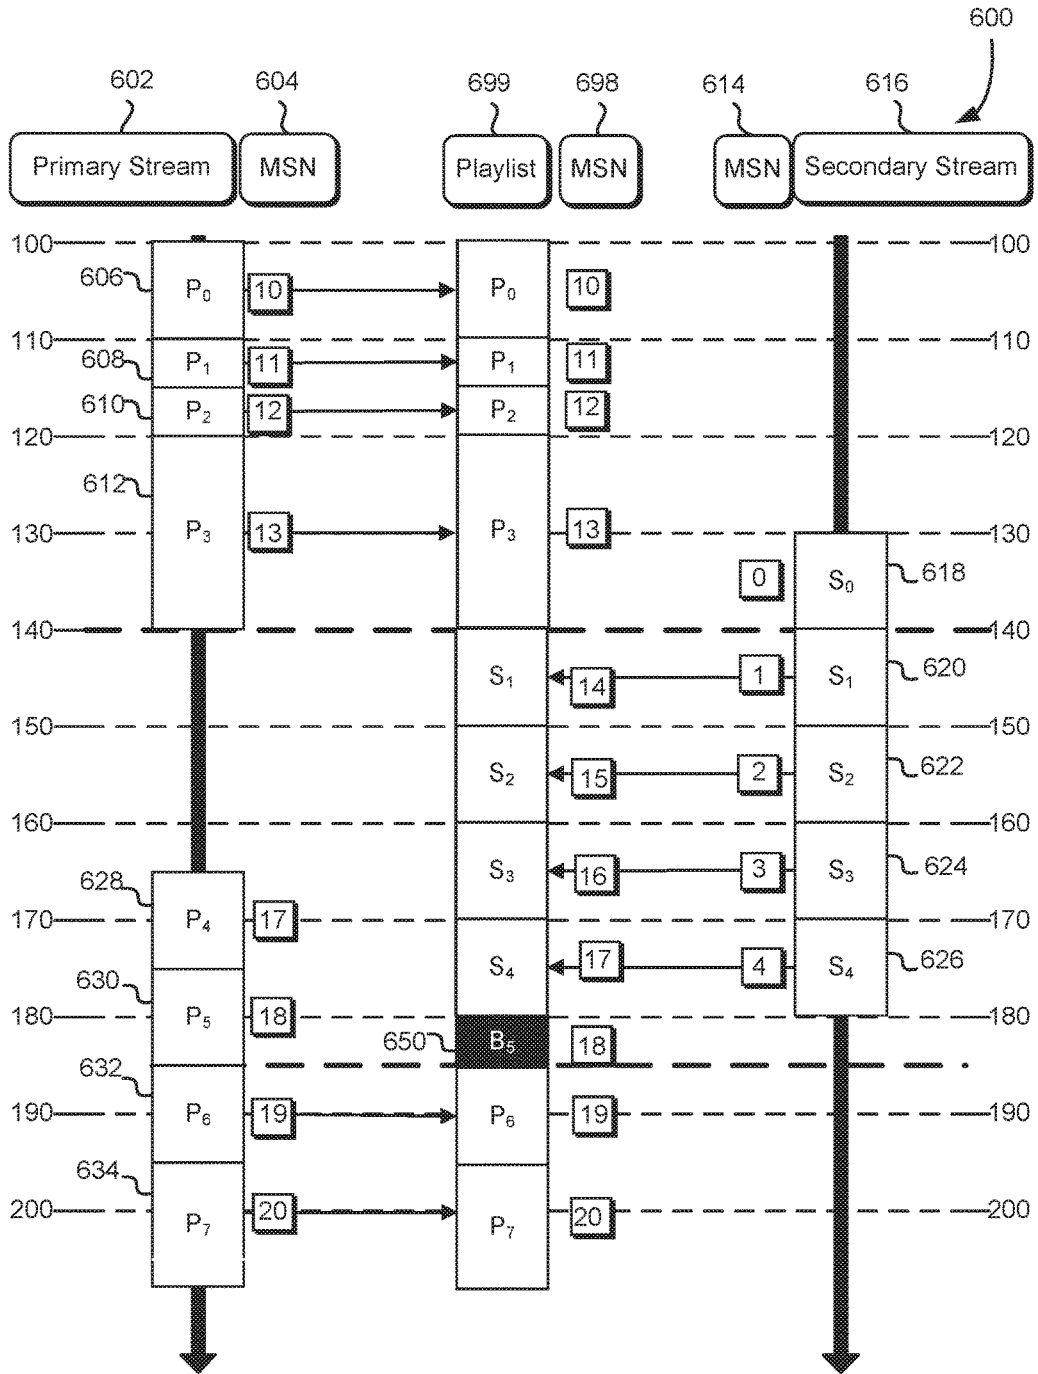 600
602 604 699 698 614 616
Primary Stream MSN Playlist MSN MSN Secondary Stream
100 100
606 P0 10 P0 10
110 110
608 P1 11 P1 11
610 P2 12 P2 12
120 120
612
130 P3 13 P3 13 130
0 S0 618
140 140
S1 14 1 S1 620
150 150
S2 15 2 S2 622
160 160
628 S3 16 3 S3 624
170 P4 17 170
630 S4 17 4 S4 626
180 P5 18 180
650 B5 18
632
190 P6 19 P6 19 190
634
200 P7 20 P7 20 200